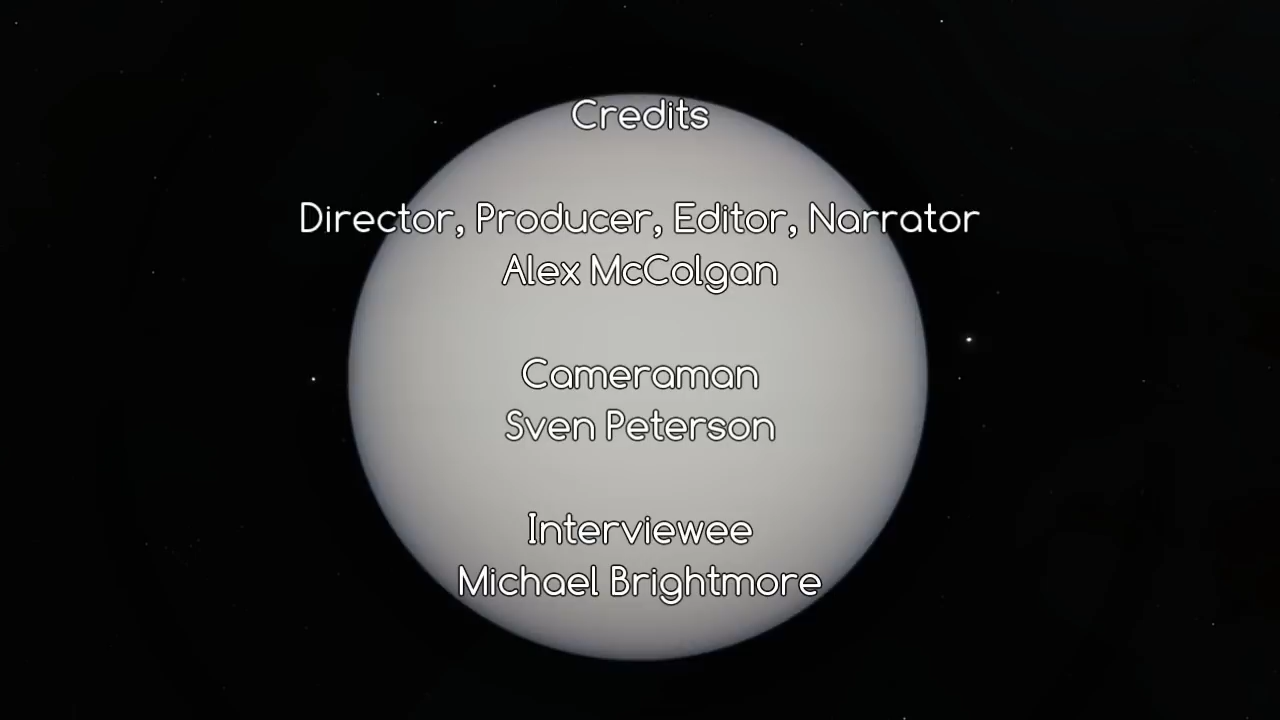 Credits
Director, Producer, Editor, Narrator
Alex McColgan
Cameraman
Sven Peterson
Interviewee
Michael Brightmore